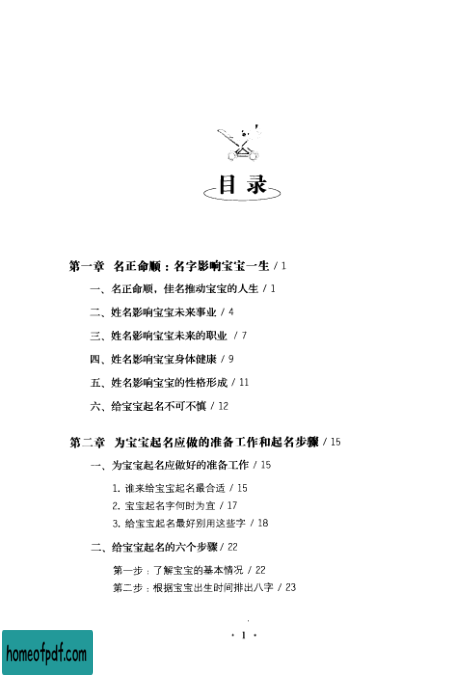 目 录
第一章 名正命顺：名字影响宝宝一生 / 1
一、名正命顺，佳名推动宝宝的人生 / 1
二、姓名影响宝宝未来事业 / 4
三、姓名影响宝宝未来的职业 / 7
四、姓名影响宝宝身体健康 / 9
五、姓名影响宝宝的性格形成 / 11
六、给宝宝起名不可不慎 / 12
第二章 为宝宝起名应做的准备工作和起名步骤 / 15
一、为宝宝起名应做好的准备工作 / 15
1. 谁来给宝宝起名最合适 / 15
2. 宝宝起名字何时为宜 / 17
3. 给宝宝起名最好别用这些字 / 18
二、给宝宝起名的六个步骤 / 22
第一步：了解宝宝的基本情况 / 22
第二步：根据宝宝出生时间排出八字 / 23
• 1 •
homeofpdf.com